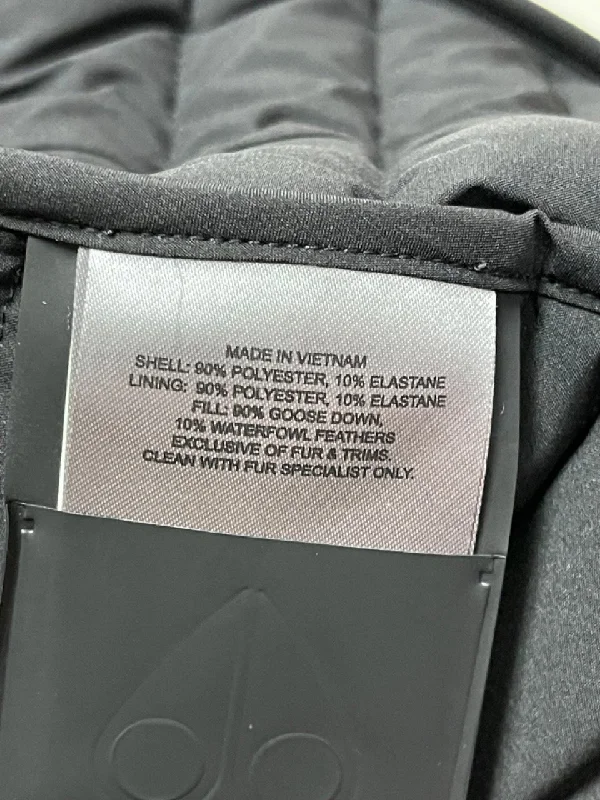 MADE IN VIETNAM
SHELL: 90% POLYESTER, 10% ELASTANE
LINING: 90% POLYESTER, 10% ELASTANE
FILL: 90% GOOSE DOWN,
10% WATERFOWL FEATHERS
EXCLUSIVE OF FUR & TRIMS.
CLEAN WITH FUR SPECIALIST ONLY.